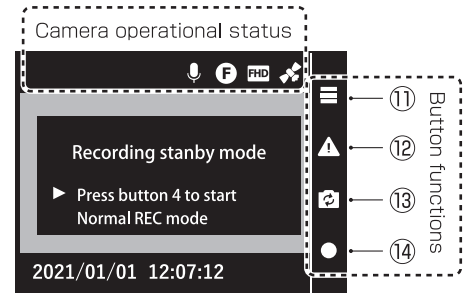 Camera operational status
F FHD
Recording stanby mode
► Press button 4 to start
Normal REC mode
2021/01/01 12:07:12
⑪
⑫
⑬
⑭
Button functions